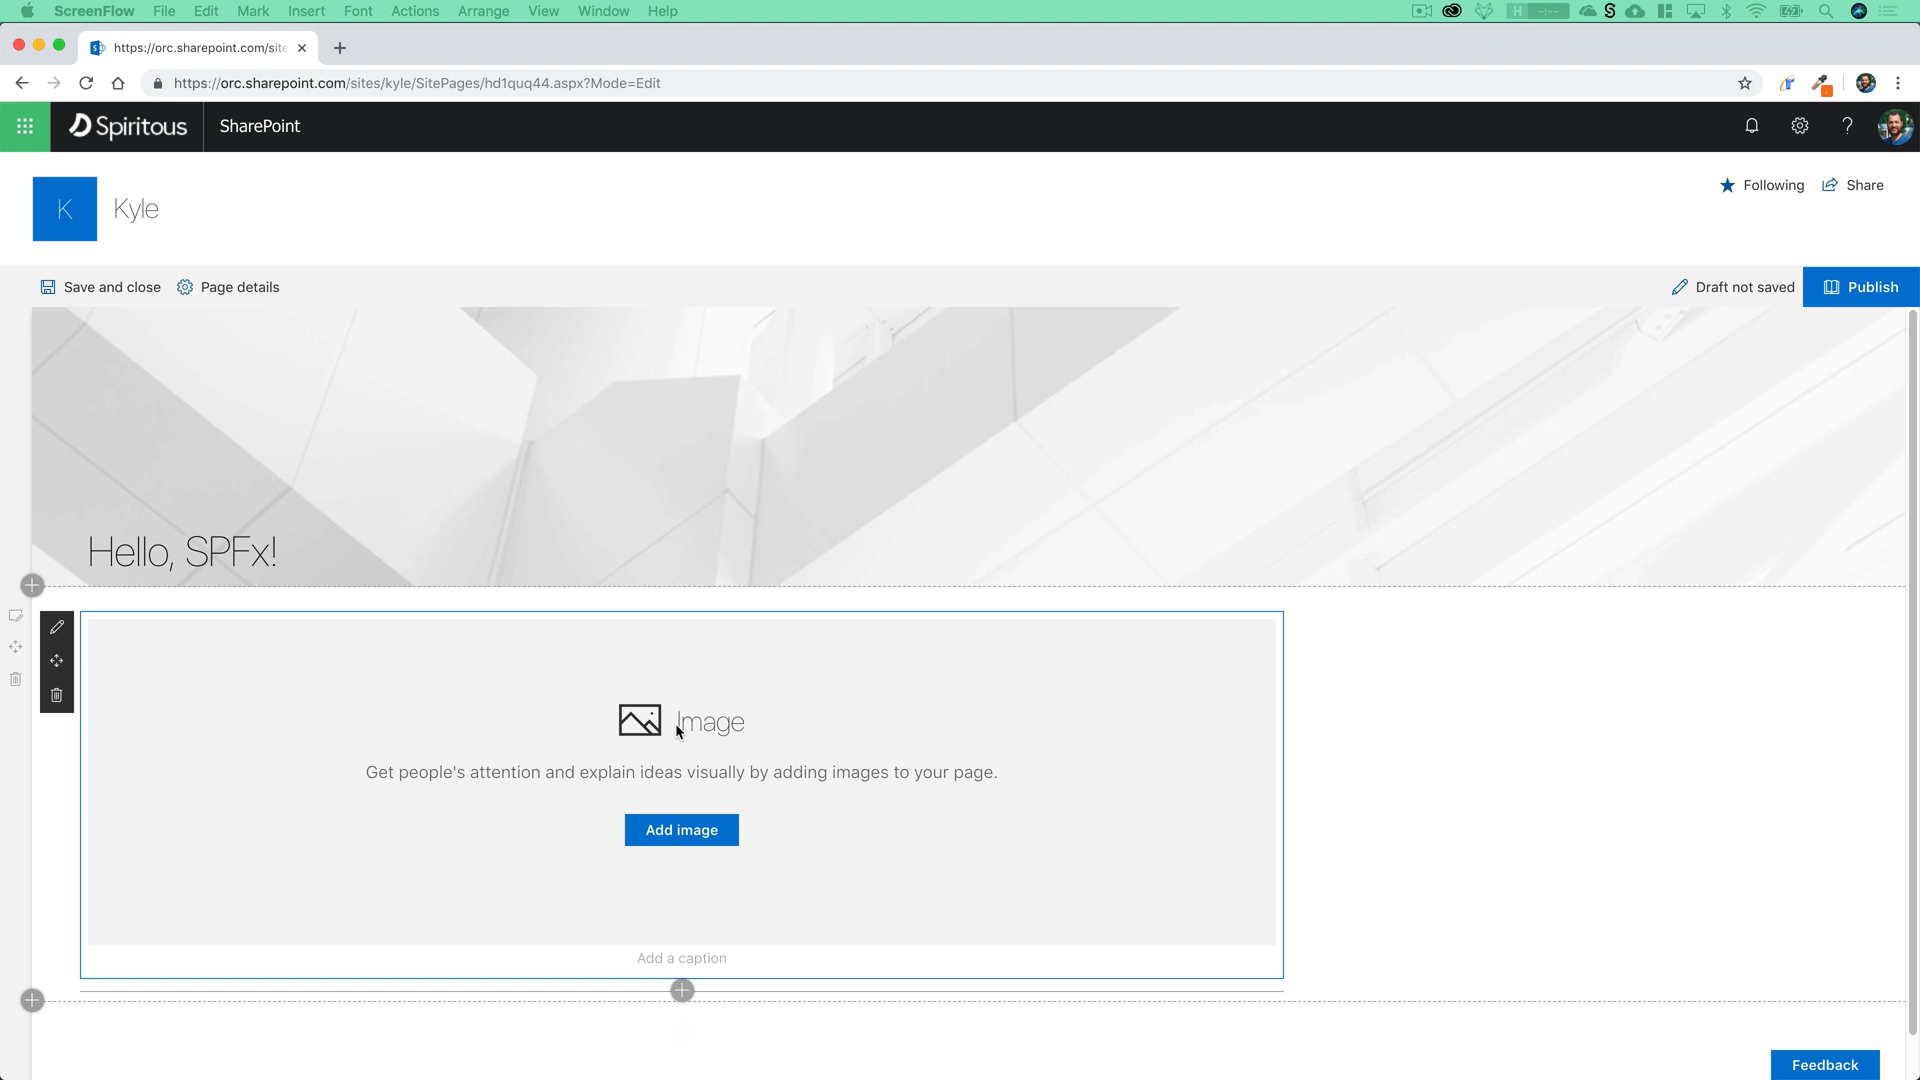 ScreenFlow File Edit Mark Insert Font Actions Arrange View Window Help
H -:--
S
https://orc.sharepoint.com/site
https://orc.sharepoint.com/sites/kyle/SitePages/hd1quq44.aspx?Mode=Edit
Spiritous SharePoint
?
Following Share
K Kyle
Save and close Page details Draft not saved Publish
Hello, SPFx!
Image
Get people's attention and explain ideas visually by adding images to your page.
Add image
Add a caption
Feedback